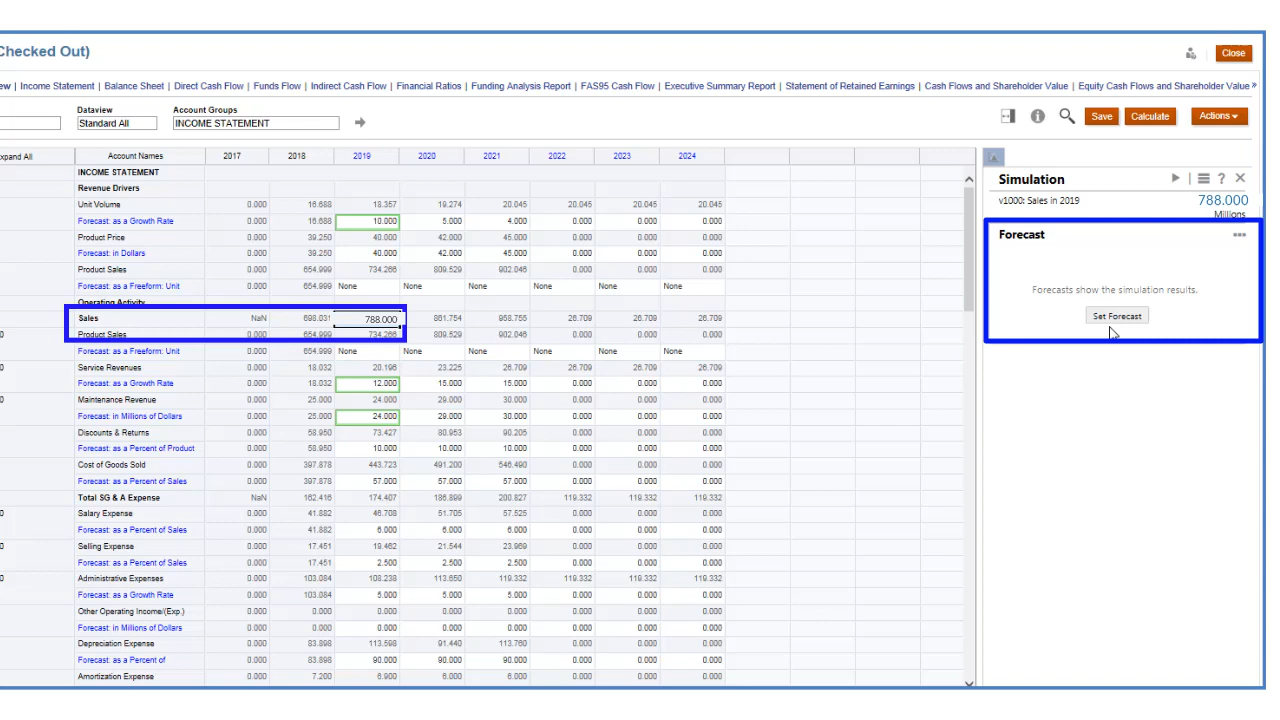 Checked Out)
Close
ew | Income Statement | Balance Sheet | Direct Cash Flow | Funds Flow | Indirect Cash Flow | Financial Ratios | Funding Analysis Report | FAS95 Cash Flow | Executive Summary Report | Statement of Retained Earnings | Cash Flows and Shareholder Value | Equity Cash Flows and Shareholder Value »
Dataview Account Groups
Standard All INCOME STATEMENT
Save Calculate Actions
xpand All Account Names 2017 2018 2019 2020 2021 2022 2023 2024
INCOME STATEMENT
Revenue Drivers
Unit Volume 0.000 16.688 18.357 19.274 20.045 20.045 20.045 20.045
Forecast: as a Growth Rate 0.000 16.688 10.000 5.000 4.000 0.000 0.000 0.000
Product Price 0.000 39.250 40.000 42.000 45.000 0.000 0.000 0.000
Forecast: in Dollars 0.000 39.250 40.000 42.000 45.000 0.000 0.000 0.000
Product Sales 0.000 654.999 734.266 809.529 902.046 0.000 0.000 0.000
Forecast: as a Freeform: Unit 0.000 654.999 None None None None None None
Operating Activity
Sales NaN 698.031 788.000 861.754 958.755 26.709 26.709 26.709
0 Product Sales 0.000 654.999 734.266 809.529 902.046 0.000 0.000 0.000
Forecast: as a Freeform: Unit 0.000 654.999 None None None None None None
0 Service Revenues 0.000 18.032 20.196 23.225 26.709 26.709 26.709 26.709
Forecast: as a Growth Rate 0.000 18.032 12.000 15.000 15.000 0.000 0.000 0.000
0 Maintenance Revenue 0.000 25.000 24.000 29.000 30.000 0.000 0.000 0.000
Forecast: in Millions of Dollars 0.000 25.000 24.000 29.000 30.000 0.000 0.000 0.000
Discounts & Returns 0.000 58.950 73.427 80.953 90.205 0.000 0.000 0.000
Forecast: as a Percent of Product 0.000 58.950 10.000 10.000 10.000 0.000 0.000 0.000
Cost of Goods Sold 0.000 397.878 443.723 491.200 546.490 0.000 0.000 0.000
Forecast: as a Percent of Sales 0.000 397.878 57.000 57.000 57.000 0.000 0.000 0.000
Total SG & A Expense NaN 162.416 174.407 186.899 200.827 119.332 119.332 119.332
0 Salary Expense 0.000 41.882 46.708 51.705 57.525 0.000 0.000 0.000
Forecast: as a Percent of Sales 0.000 41.882 6.000 6.000 6.000 0.000 0.000 0.000
0 Selling Expense 0.000 17.451 19.462 21.544 23.969 0.000 0.000 0.000
Forecast: as a Percent of Sales 0.000 17.451 2.500 2.500 2.500 0.000 0.000 0.000
0 Administrative Expenses 0.000 103.084 108.238 113.650 119.332 119.332 119.332 119.332
Forecast: as a Growth Rate 0.000 103.084 5.000 5.000 5.000 0.000 0.000 0.000
Other Operating Income/(Exp.) 0.000 0.000 0.000 0.000 0.000 0.000 0.000 0.000
Forecast: in Millions of Dollars 0.000 0.000 0.000 0.000 0.000 0.000 0.000 0.000
Depreciation Expense 0.000 83.898 113.598 91.440 113.760 0.000 0.000 0.000
Forecast: as a Percent of 0.000 83.898 90.000 90.000 90.000 0.000 0.000 0.000
Amortization Expense 0.000 7.200 6.900 6.000 6.000 0.000 0.000 0.000
Simulation
v1000: Sales in 2019 788.000
Millions
Forecast
Forecasts show the simulation results.
Set Forecast